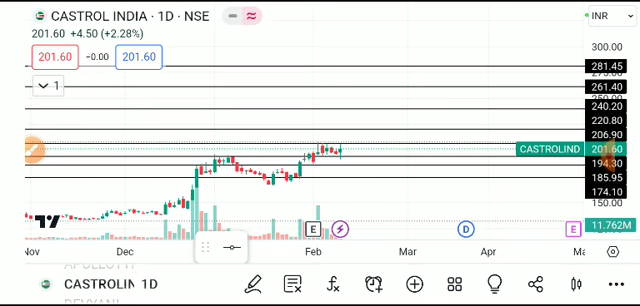 CASTROL INDIA · 1D · NSE
INR
201.60 +4.50 (+2.28%)
201.60 −0.00 201.60
1
300.00
281.45
261.40
240.20
220.80
206.90
CASTROLIND 201.60
194.30
185.95
174.10
150.00
11.762M
E D E
Nov Dec Feb Mar Apr Ma
CASTROLIN 1D